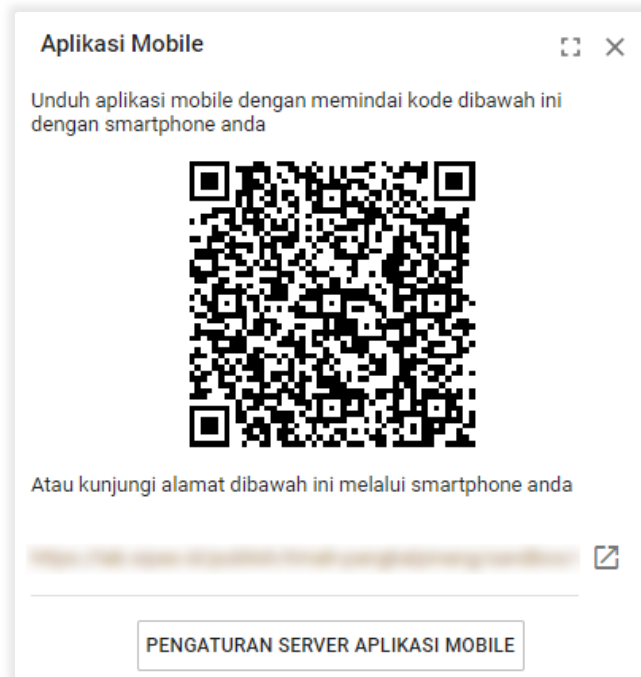 Aplikasi Mobile
Unduh aplikasi mobile dengan memindai kode dibawah ini
dengan smartphone anda
Atau kunjungi alamat dibawah ini melalui smartphone anda
PENGATURAN SERVER APLIKASI MOBILE